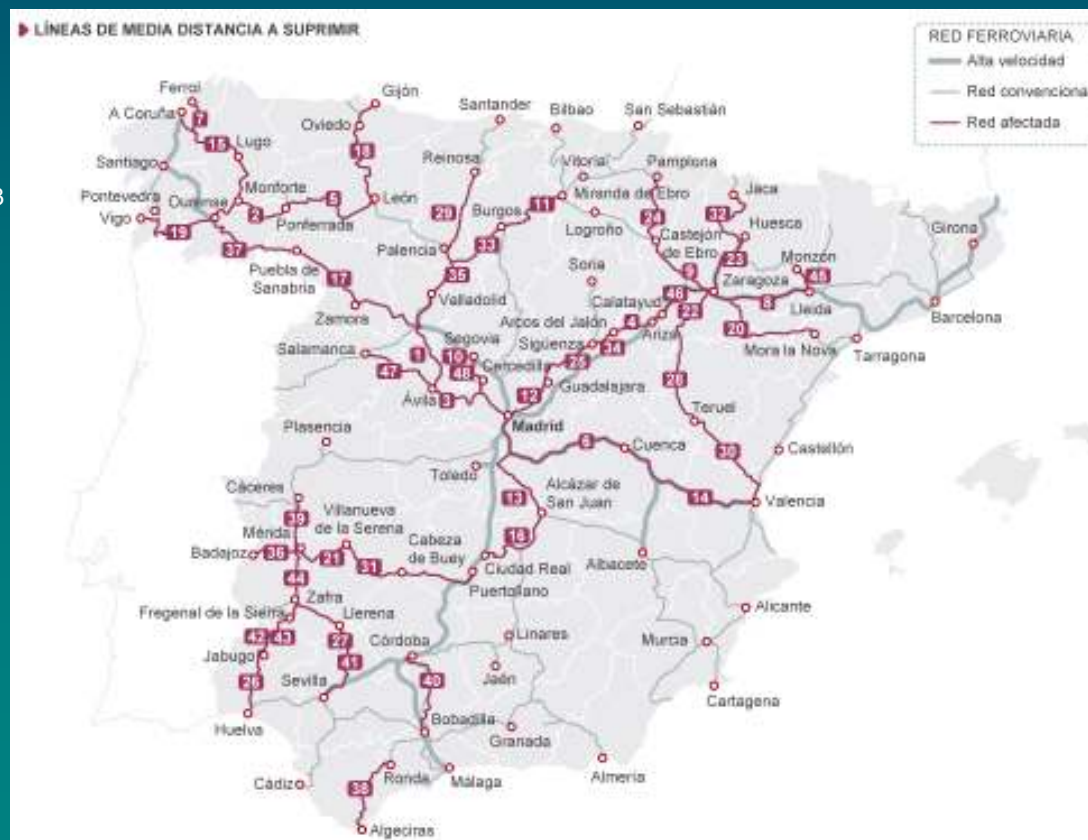 LÍNEAS DE MEDIA DISTANCIA A SUPRIMIR
RED FERROVIARIA
Alta velocidad
Red convenciona
Red afectada
Ferrol
Gijón
A Coruña
7
Santander
Bilbao
San Sebastián
Oviedo
15
Lugo
18
Santiago
Reinosa
Vitorial
Pamplona
Pontevedra
Monforte
Ourense
5
León
Miranda de Ebro
Jaca
3
Vigo
2
Ponferrada
Burgos
11
24
32
Huesca
19
29
Logroño
Castejón
de Ebro
Girona
37
Palencia
33
23
Monzón
Puebla de
Sanabria
35
Soria
9
Zaragoza
45
17
Valladolid
Calatayud
46
8
Lleida
Barcelona
Zamora
Arcos del Jalón
22
Segovia
4
Ariza
20
Salamanca
1
10
Sigüenza
34
Mora la Nova
Tarragona
47
Cercedilla
25
48
Guadalajara
28
Ávila
3
12
Teruel
Madrid
Plasencia
6
Cuenca
30
Castellón
Toledo
Cáceres
13
Alcázar de
San Juan
14
Valencia
39
Villanueva
de la Serena
Mérida
18
Badajoz
36
21
Cabeza
de Buey
31
Ciudad Real
Albacete
44
Puertollano
Zafra
Fregenal de la Sierra
Llerena
Alicante
42
43
27
Córdoba
Linares
Murca
Jabugo
41
26
Sevilla
40
Jaén
Cartagena
Huelva
Bobadilla
Granada
Cádiz
Ronda
Málaga
Almería
38
Algeciras